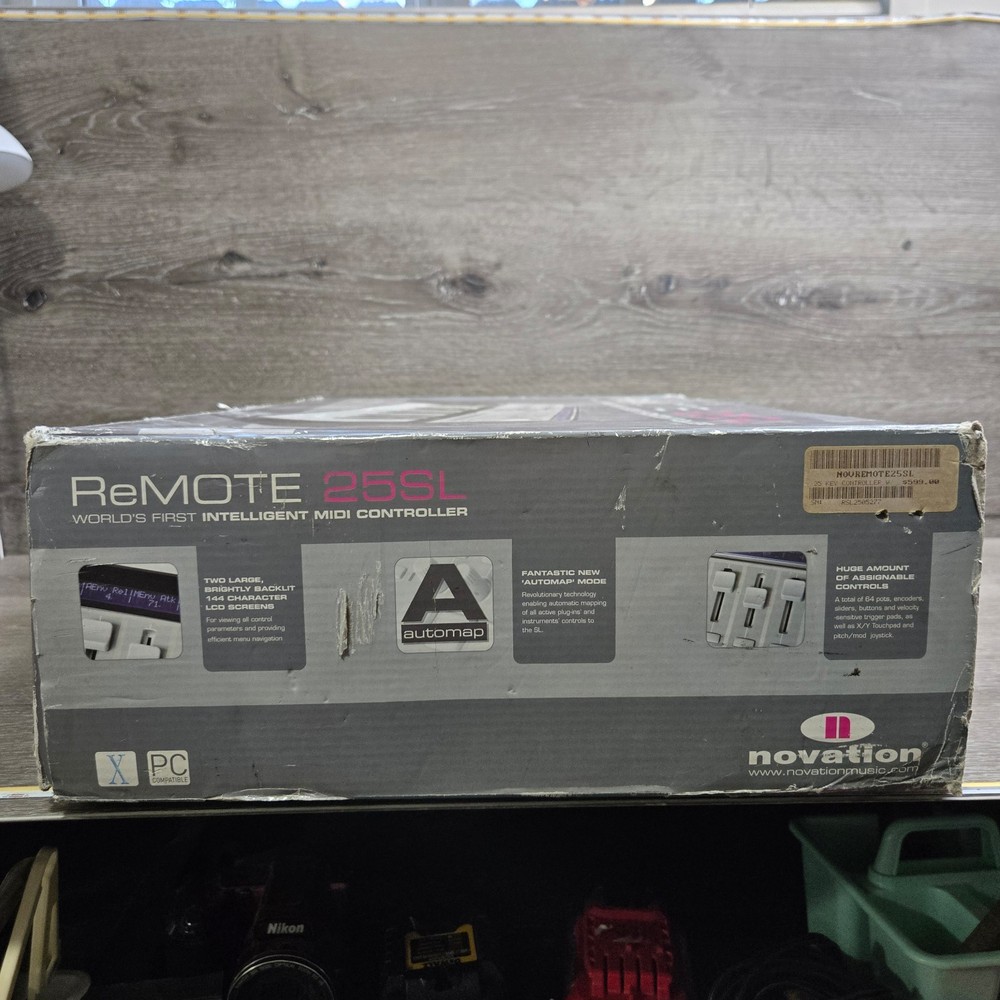 ReMOTE 25SL
WORLD'S FIRST INTELLIGENT MIDI CONTROLLER
NOVREMOTE25SL
25 KEY CONTROLLER W. $599.00
TWO LARGE,
BRIGHTLY BACKLIT
144 CHARACTER
LCD SCREENS
For viewing all control
parameters and providing
efficient menu navigation
A
automap
FANTASTIC NEW
'AUTOMAP' MODE
Revolutionary technology
enabling automatic mapping
of all active plug-ins' and
instruments' controls to
the SL.
HUGE AMOUNT
OF ASSIGNABLE
CONTROLS
A total of 64 pots, encoders,
sliders, buttons and velocity
-sensitive trigger pads, as
well as X/Y Touchpad and
pitch/mod joystick.
X
PC
COMPATIBLE
n
novation
www.novationmusic.com
Nikon